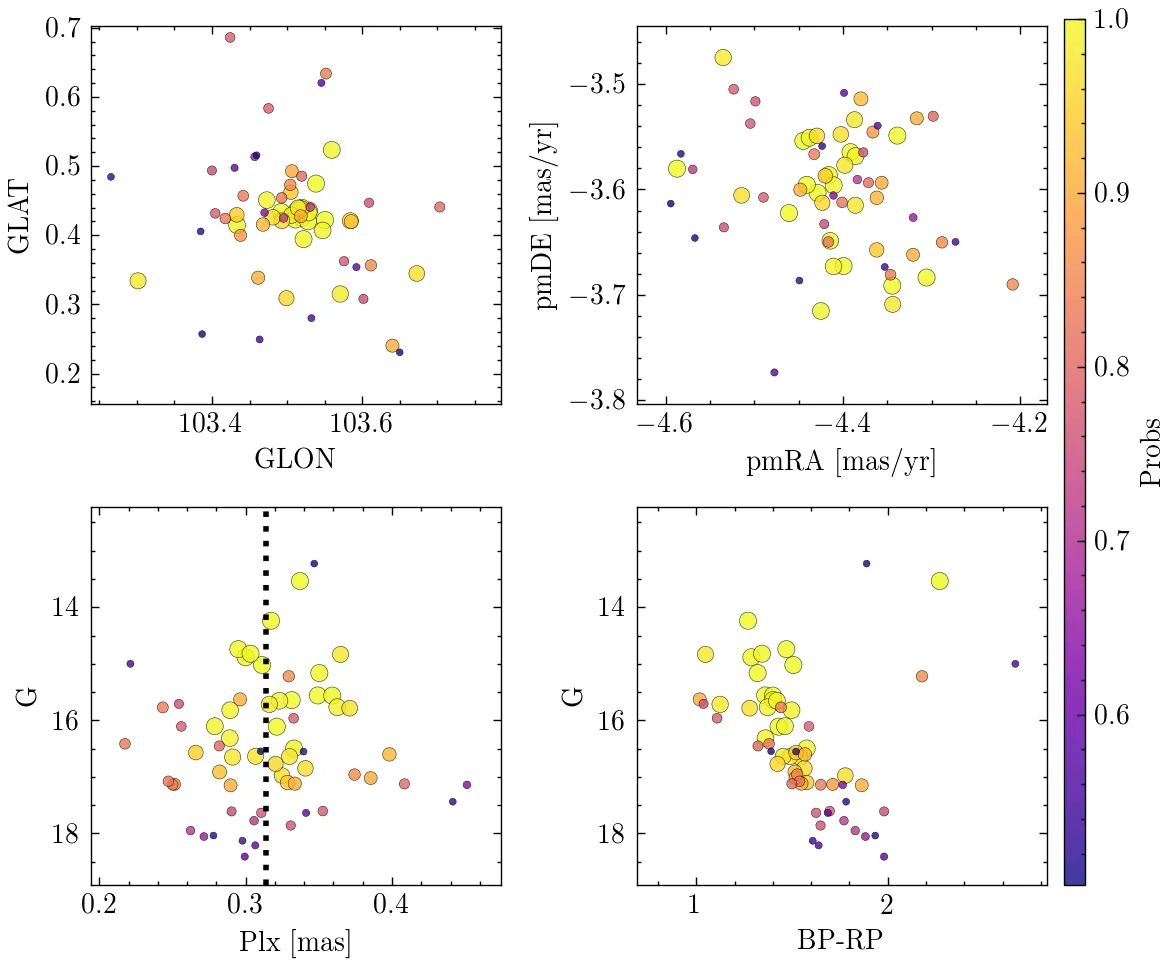 0.7
0.6
0.5
0.4
0.3
0.2
GLAT
103.4 103.6
GLON
−3.5
−3.6
−3.7
−3.8
pmDE [mas/yr]
−4.6 −4.4 −4.2
pmRA [mas/yr]
14
16
18
G
0.2 0.3 0.4
Plx [mas]
14
16
18
G
1 2
BP-RP
1.0
0.9
0.8
0.7
0.6
Probs